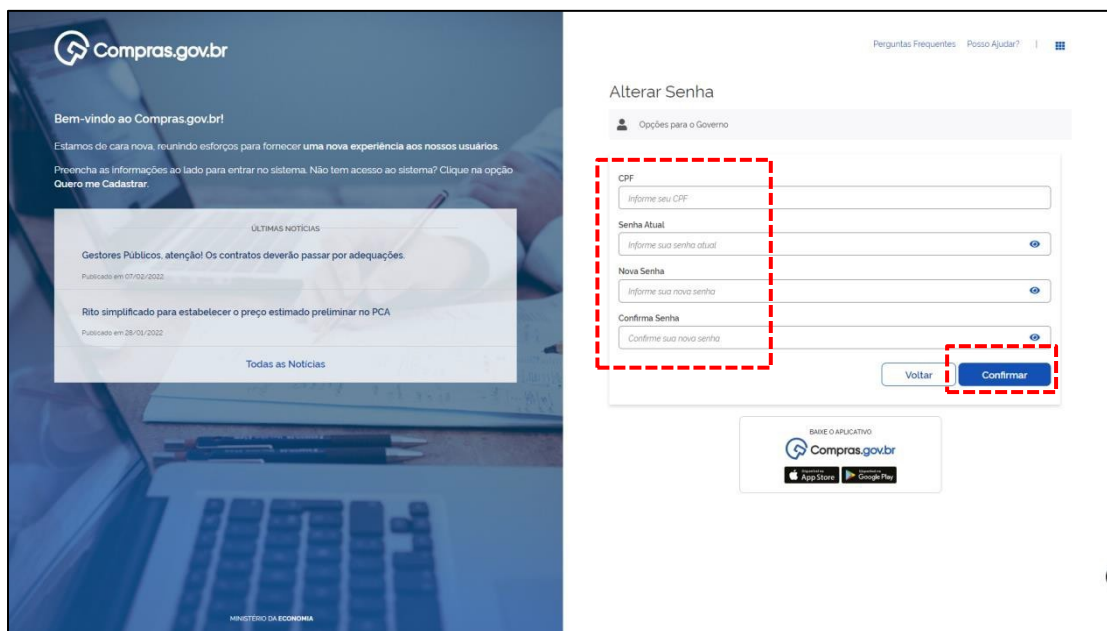 Compras.gov.br
Bem-vindo ao Compras.gov.br!
Estamos de cara nova, reunindo esforços para fornecer uma nova experiência aos nossos usuários.
Preencha as informações ao lado para entrar no sistema. Não tem acesso ao sistema? Clique na opção
Quero me Cadastrar.
ÚLTIMAS NOTÍCIAS
Gestores Públicos, atenção! Os contratos deverão passar por adequações.
Publicado em 07/02/2022
Rito simplificado para estabelecer o preço estimado preliminar no PCA
Publicado em 28/01/2022
Todas as Notícias
MINISTÉRIO DA ECONOMIA
Perguntas Frequentes Posso Ajudar? |
Alterar Senha
Opções para o Governo
CPF
Informe seu CPF
Senha Atual
Informe sua senha atual
Nova Senha
Informe sua nova senha
Confirma Senha
Confirme sua nova senha
Voltar Confirmar
BAIXE O APLICATIVO
Compras.gov.br
Disponível na App Store Disponível no Google Play